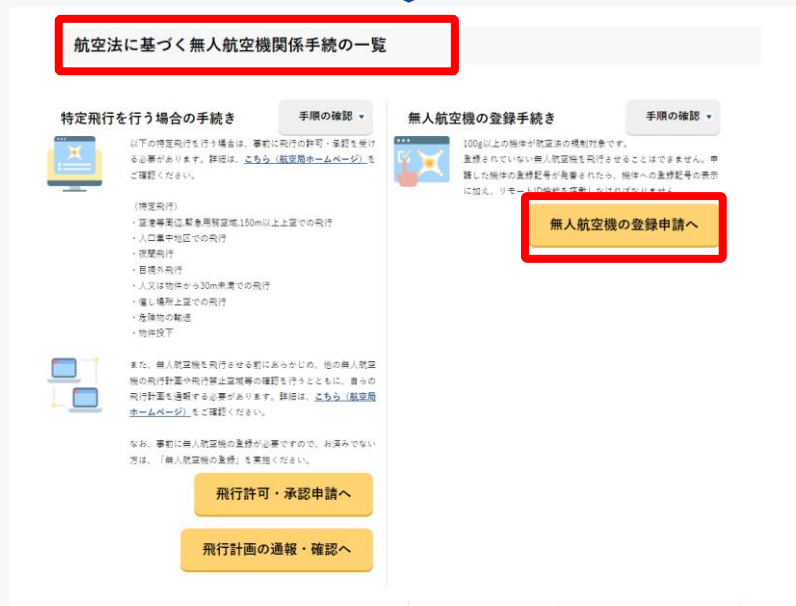 航空法に基づく無人航空機関係手続の一覧
特定飛行を行う場合の手続き
手順の確認
以下の特定飛行を行う場合は、事前に飛行の許可・承認を受け
る必要があります。詳細は、こちら（航空局ホームページ）を
ご確認ください。
（特定飛行）
・空港等周辺,緊急用務空域,150m以上上空での飛行
・人口集中地区での飛行
・夜間飛行
・目視外飛行
・人又は物件から30m未満での飛行
・催し場所上空での飛行
・危険物の輸送
・物件投下
また、無人航空機を飛行させる前にあらかじめ、他の無人航空
機の飛行計画や飛行禁止空域等の確認を行うとともに、自らの
飛行計画を通報する必要があります。詳細は、こちら（航空局
ホームページ）をご確認ください。
なお、事前に無人航空機の登録が必要ですので、お済みでない
方は、「無人航空機の登録」を実施ください。
飛行許可・承認申請へ
飛行計画の通報・確認へ
無人航空機の登録手続き
手順の確認
100g以上の機体が航空法の規制対象です。
登録されていない無人航空機を飛行させることはできません。申
請した機体の登録記号が発番されたら、機体への登録記号の表示
に加え、リモートID機能を搭載しなければなりません
無人航空機の登録申請へ